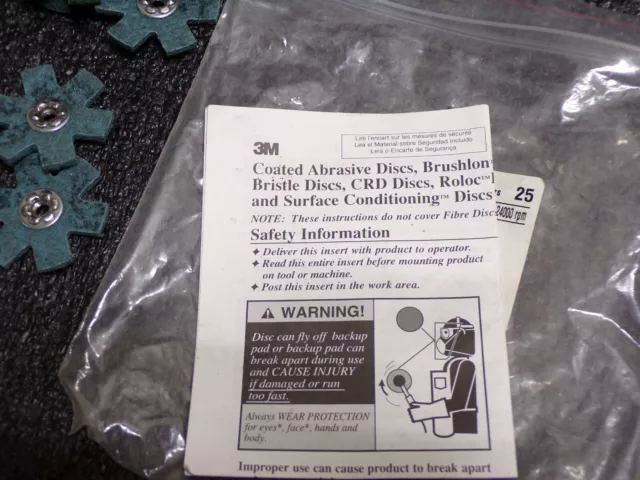 3M
Lire l'encart sur les mesures de sécurité
Lea el Material sobre Seguridad Incluido
Leia o Encarte de Segurança
Coated Abrasive Discs, Brushlon
Bristle Discs, CRD Discs, Roloc™
and Surface Conditioning™ Discs
NOTE: These instructions do not cover Fibre Disc
Safety Information
✦ Deliver this insert with product to operator.
✦ Read this entire insert before mounting product
on tool or machine.
✦ Post this insert in the work area.
WARNING!
Disc can fly off backup
pad or backup pad can
break apart during use
and CAUSE INJURY
if damaged or run
too fast.
Always WEAR PROTECTION
for eyes*, face*, hands and
body.
Improper use can cause product to break apart
25
24000 rpm